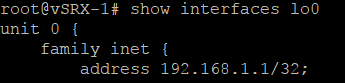 root@vSRX-1# show interfaces lo0
unit 0 {
    family inet {
        address 192.168.1.1/32;